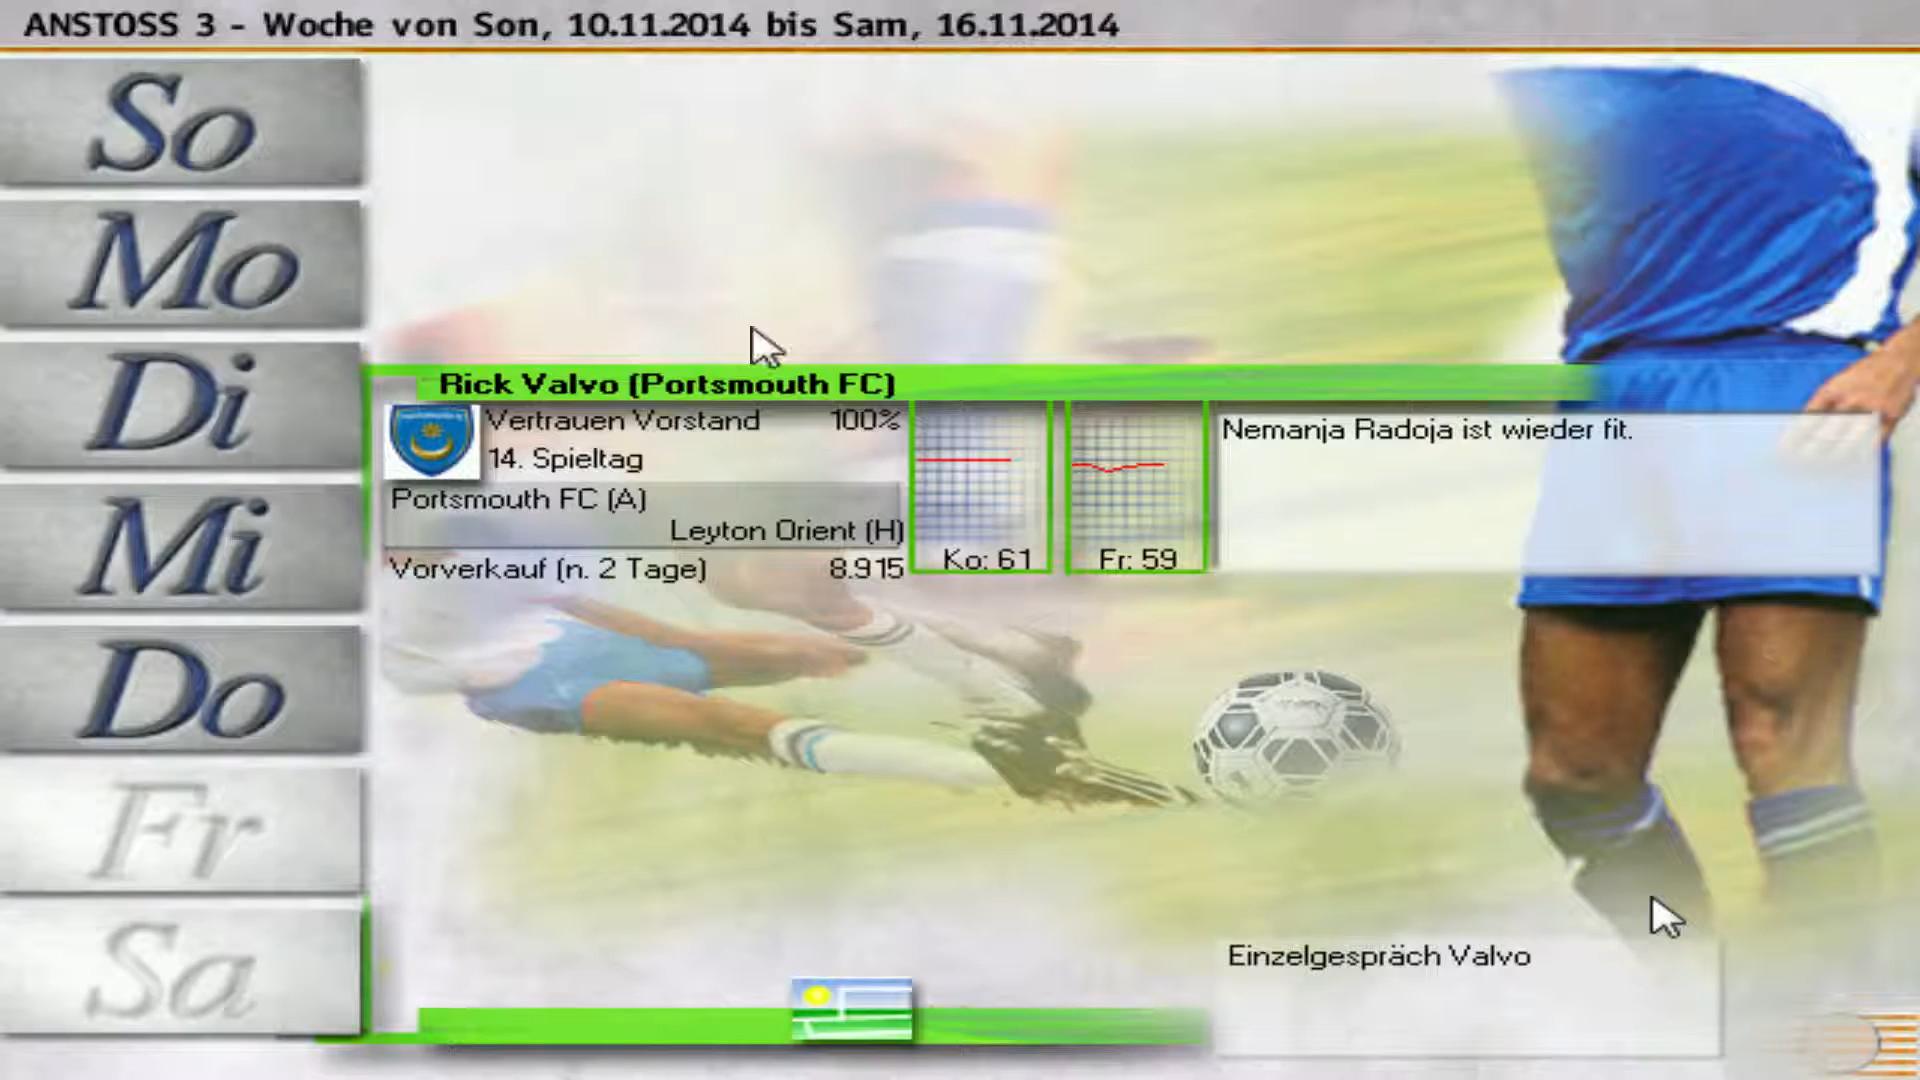 ANSTOSS 3 - Woche von Son, 10.11.2014 bis Sam, 16.11.2014
So
Mo
Di
Mi
Do
Fr
Sa
Rick Valvo (Portsmouth FC)
Vertrauen Vorstand 100%
14. Spieltag
Portsmouth FC (A)
Leyton Orient (H)
Vorverkauf (n. 2 Tage) 8.915
Ko: 61
Fr: 59
Nemanja Radoja ist wieder fit.
Einzelgespräch Valvo